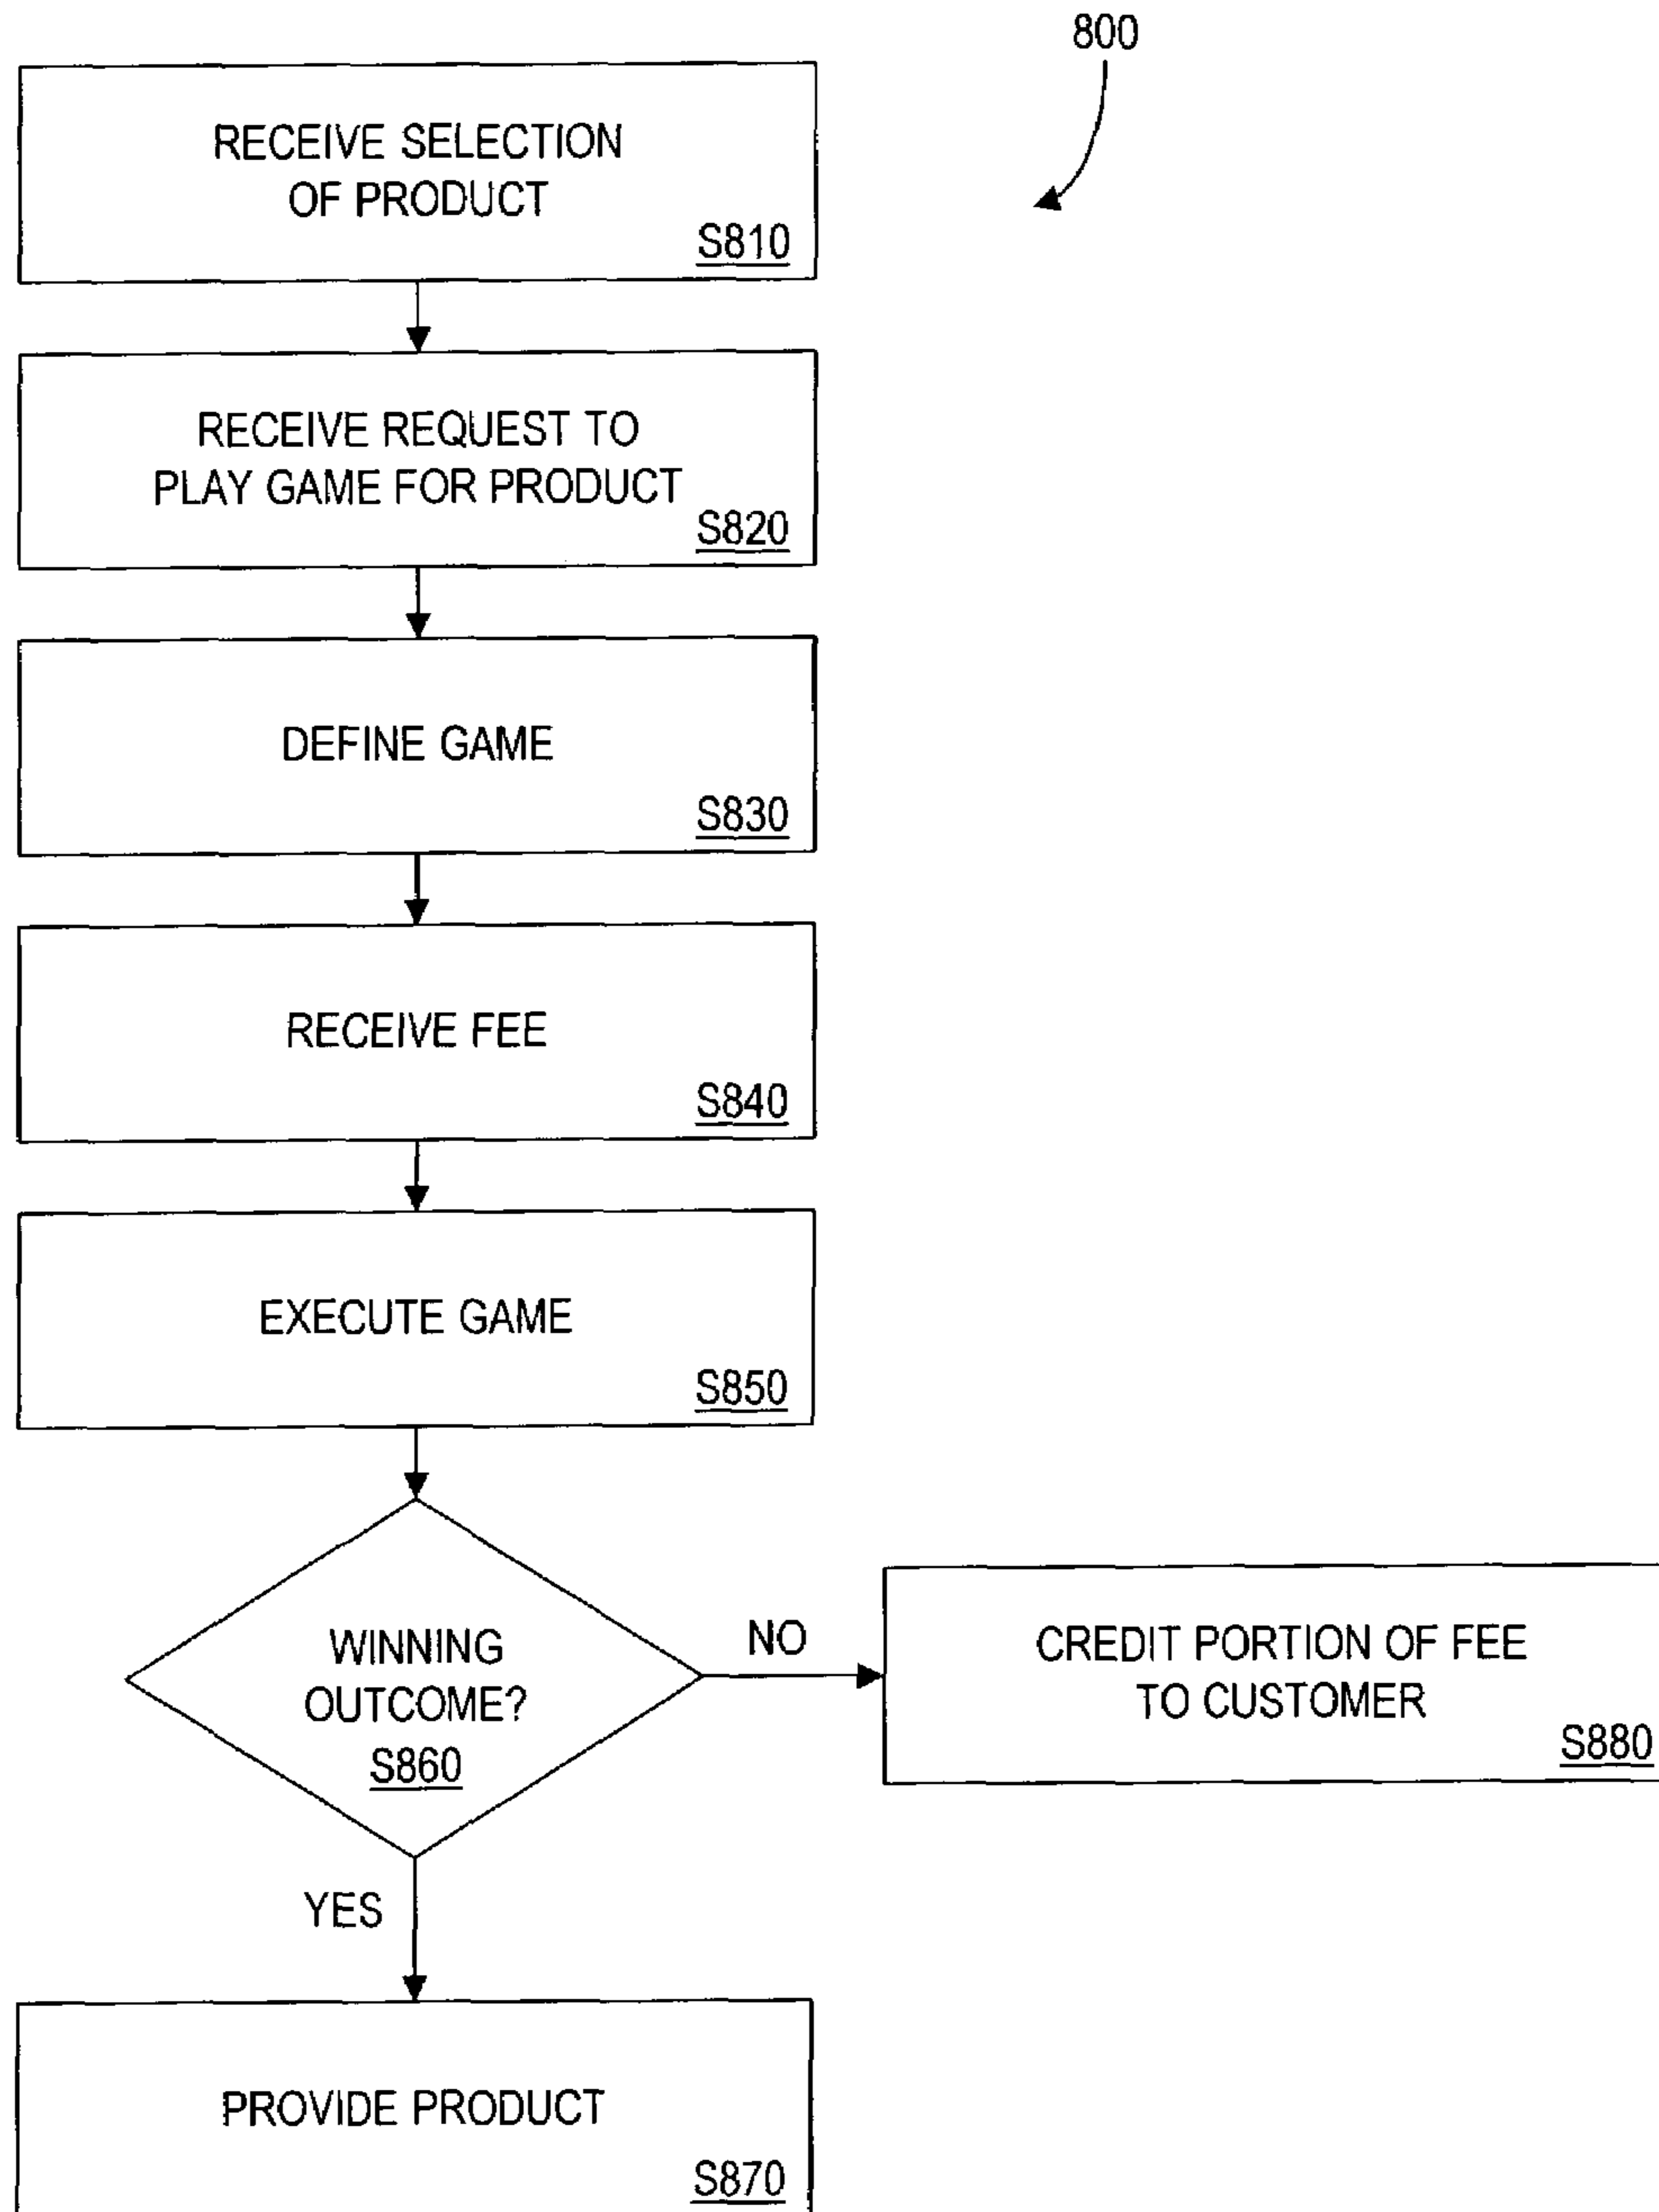 800
RECEIVE SELECTION
OF PRODUCT
S810
RECEIVE REQUEST TO
PLAY GAME FOR PRODUCT
S820
DEFINE GAME
S830
RECEIVE FEE
S840
EXECUTE GAME
S850
WINNING
OUTCOME?
S860
NO
CREDIT PORTION OF FEE
TO CUSTOMER
S880
YES
PROVIDE PRODUCT
S870